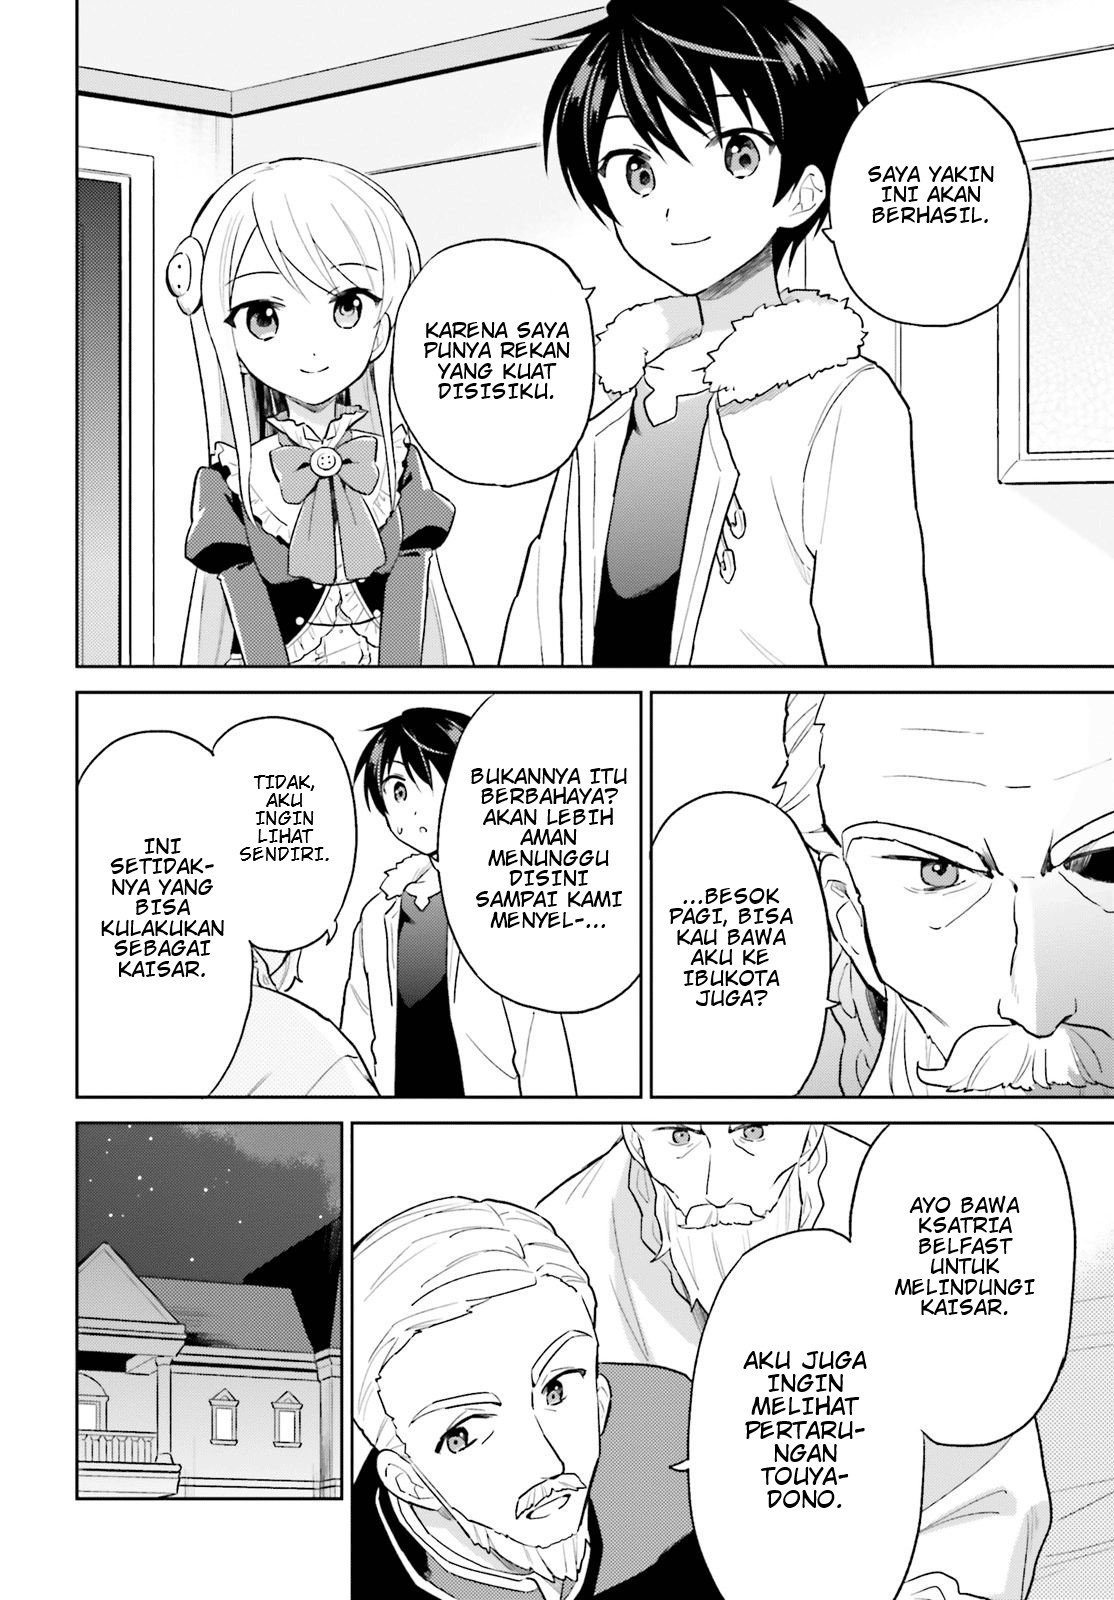 SAYA YAKIN
INI AKAN
BERHASIL.
KARENA SAYA
PUNYA REKAN
YANG KUAT
DISISIKU.
...BESOK
PAGI, BISA
KAU BAWA
AKU KE
IBUKOTA
JUGA?
BUKANNYA ITU
BERBAHAYA?
AKAN LEBIH
AMAN
MENUNGGU
DISINI
SAMPAI KAMI
MENYEL-...
TIDAK,
AKU
INGIN
LIHAT
SENDIRI.
INI
SETIDAK-
NYA YANG
BISA
KULAKUKAN
SEBAGAI
KAISAR.
AYO BAWA
KSATRIA
BELFAST
UNTUK
MELINDUNGI
KAISAR.
AKU JUGA
INGIN
MELIHAT
PERTARU-
NGAN
TOUYA-
DONO.